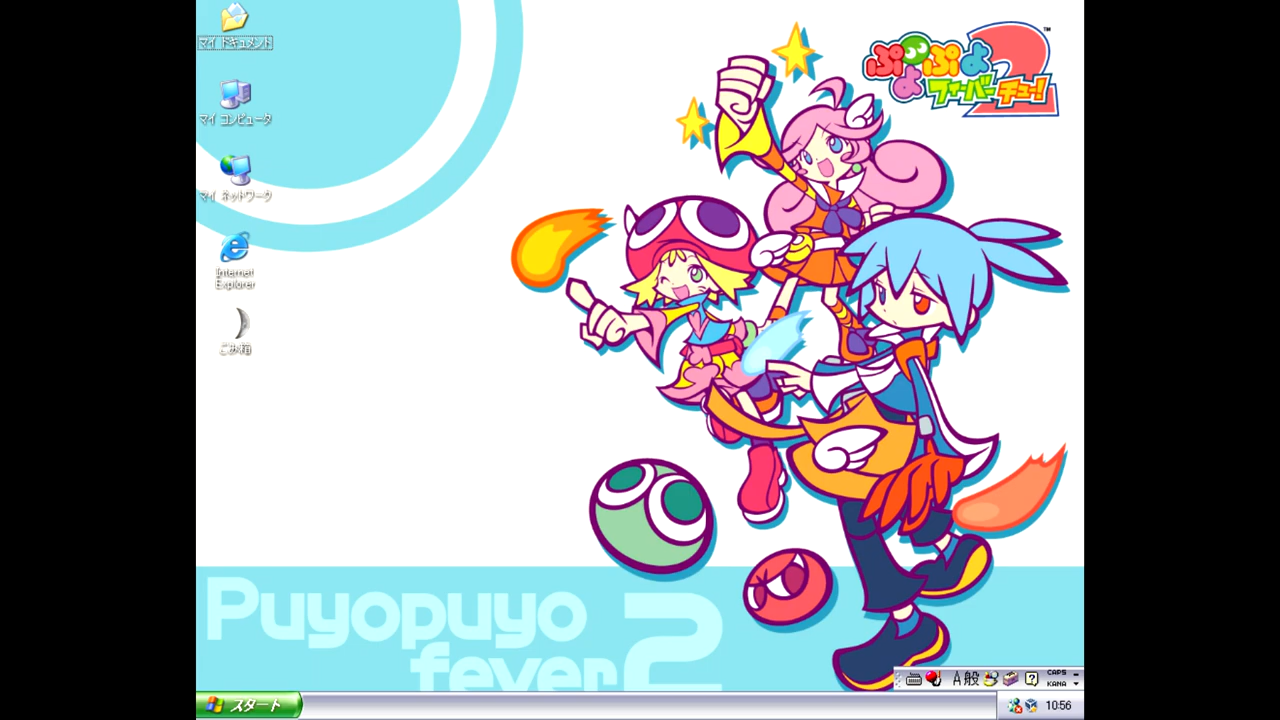 マイ ドキュメント
マイ コンピュータ
マイ ネットワーク
Internet
Explorer
ごみ箱
ぷよぷよ
フィーバー
2
チュー!
TM
Puyopuyo
fever 2
A 般
CAPS
KANA
スタート
10:56